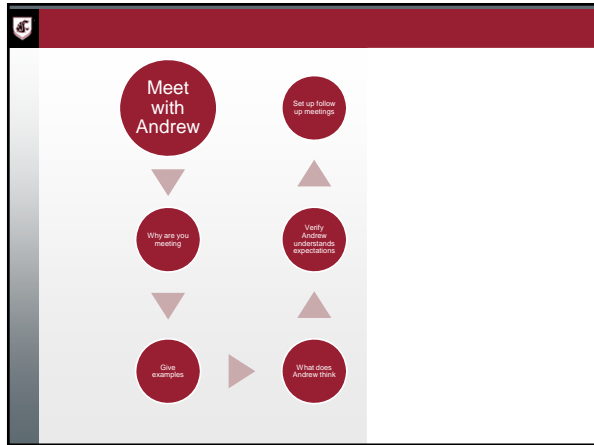 Meet
with
Andrew
Why are you
meeting
Give
examples
What does
Andrew think
Verify
Andrew
understands
expectations
Set up follow
up meetings